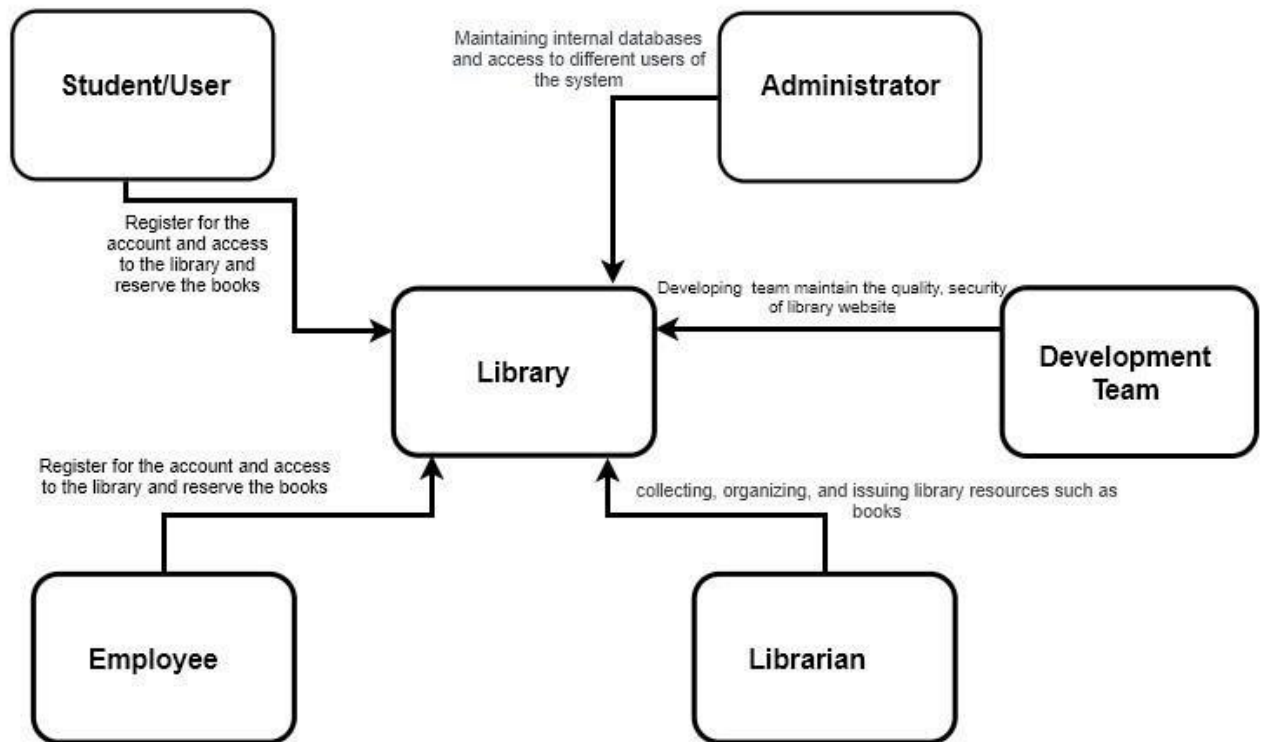 Student/User
Maintaining internal databases
and access to different users of
the system
Administrator
Register for the
account and access
to the library and
reserve the books
Developing team maintain the quality, security
of library website
Library
Development
Team
Register for the account and access
to the library and reserve the books
collecting, organizing, and issuing library resources such as
books
Employee
Librarian